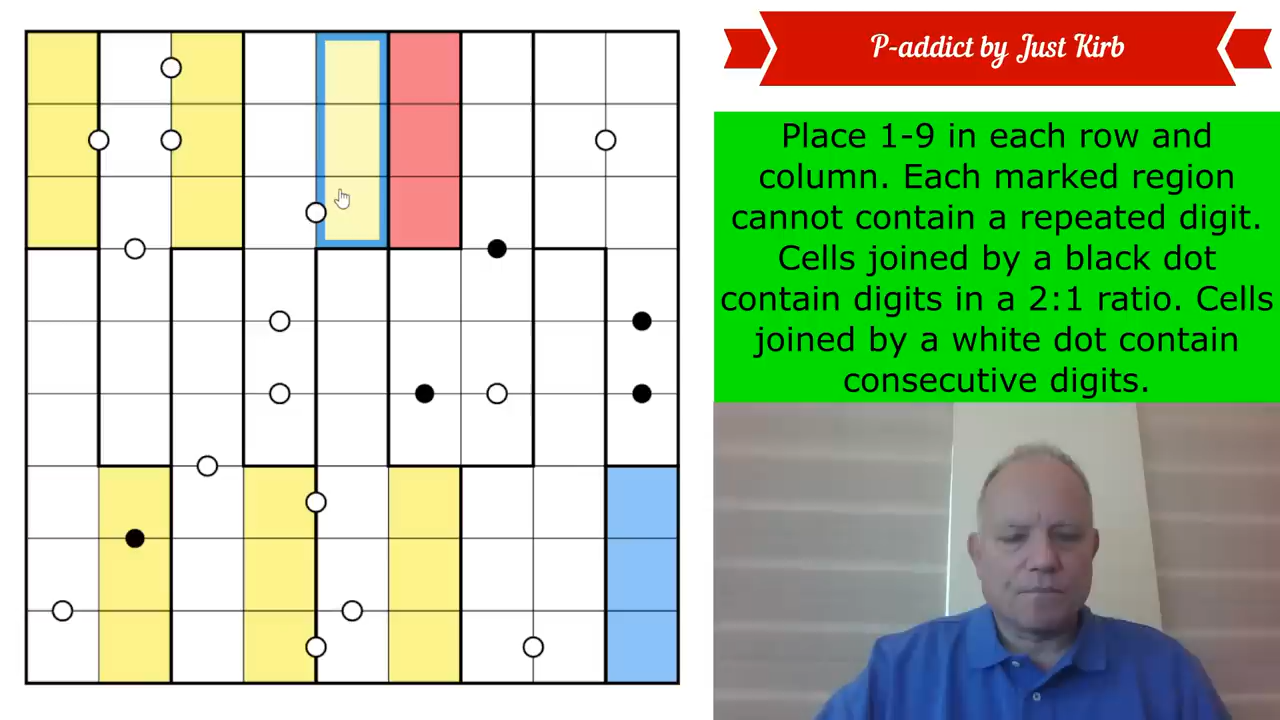 P-addict by Just Kirb
Place 1-9 in each row and
column. Each marked region
cannot contain a repeated digit.
Cells joined by a black dot
contain digits in a 2:1 ratio. Cells
joined by a white dot contain
consecutive digits.